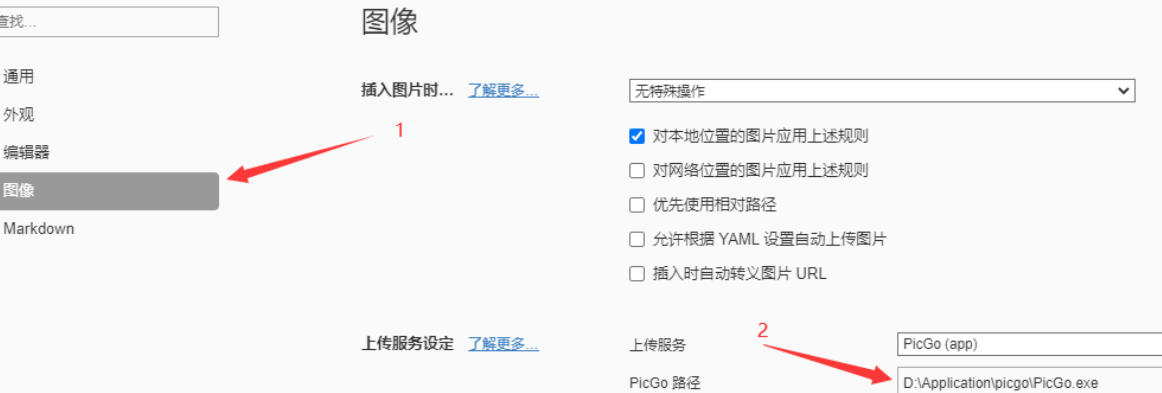 查找...
图像
通用
外观
编辑器
图像
Markdown
插入图片时... 了解更多...
无特殊操作
对本地位置的图片应用上述规则
对网络位置的图片应用上述规则
优先使用相对路径
允许根据 YAML 设置自动上传图片
插入时自动转义图片 URL
1
上传服务设定 了解更多...
上传服务
PicGo (app)
2
PicGo 路径
D:\Application\picgo\PicGo.exe